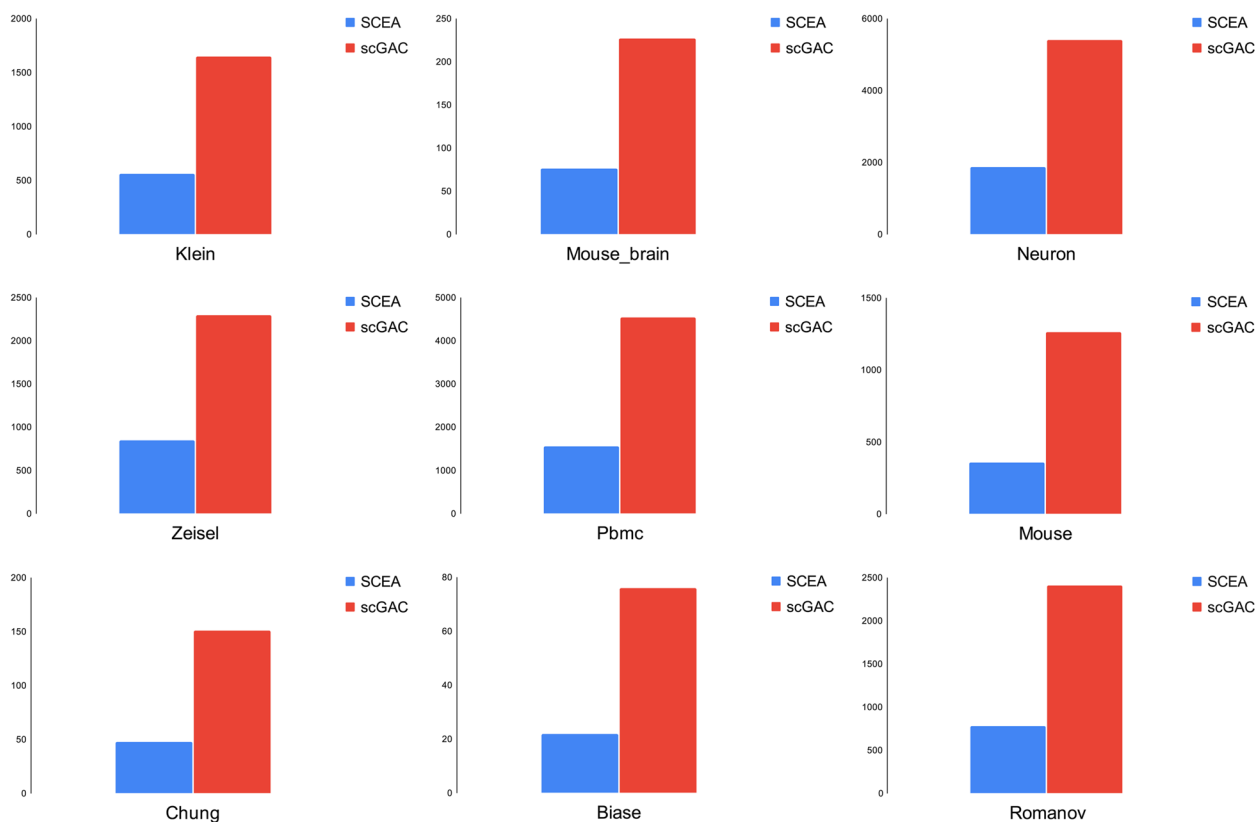 2000
1500
1000
500
0
SCEA
scGAC
Klein
250
200
150
100
50
0
SCEA
scGAC
Mouse_brain
6000
4000
2000
0
SCEA
scGAC
Neuron
2500
2000
1500
1000
500
0
SCEA
scGAC
Zeisel
5000
4000
3000
2000
1000
0
SCEA
scGAC
Pbmc
1500
1000
500
0
SCEA
scGAC
Mouse
200
150
100
50
0
SCEA
scGAC
Chung
80
60
40
20
0
SCEA
scGAC
Biase
2500
2000
1500
1000
500
0
SCEA
scGAC
Romanov